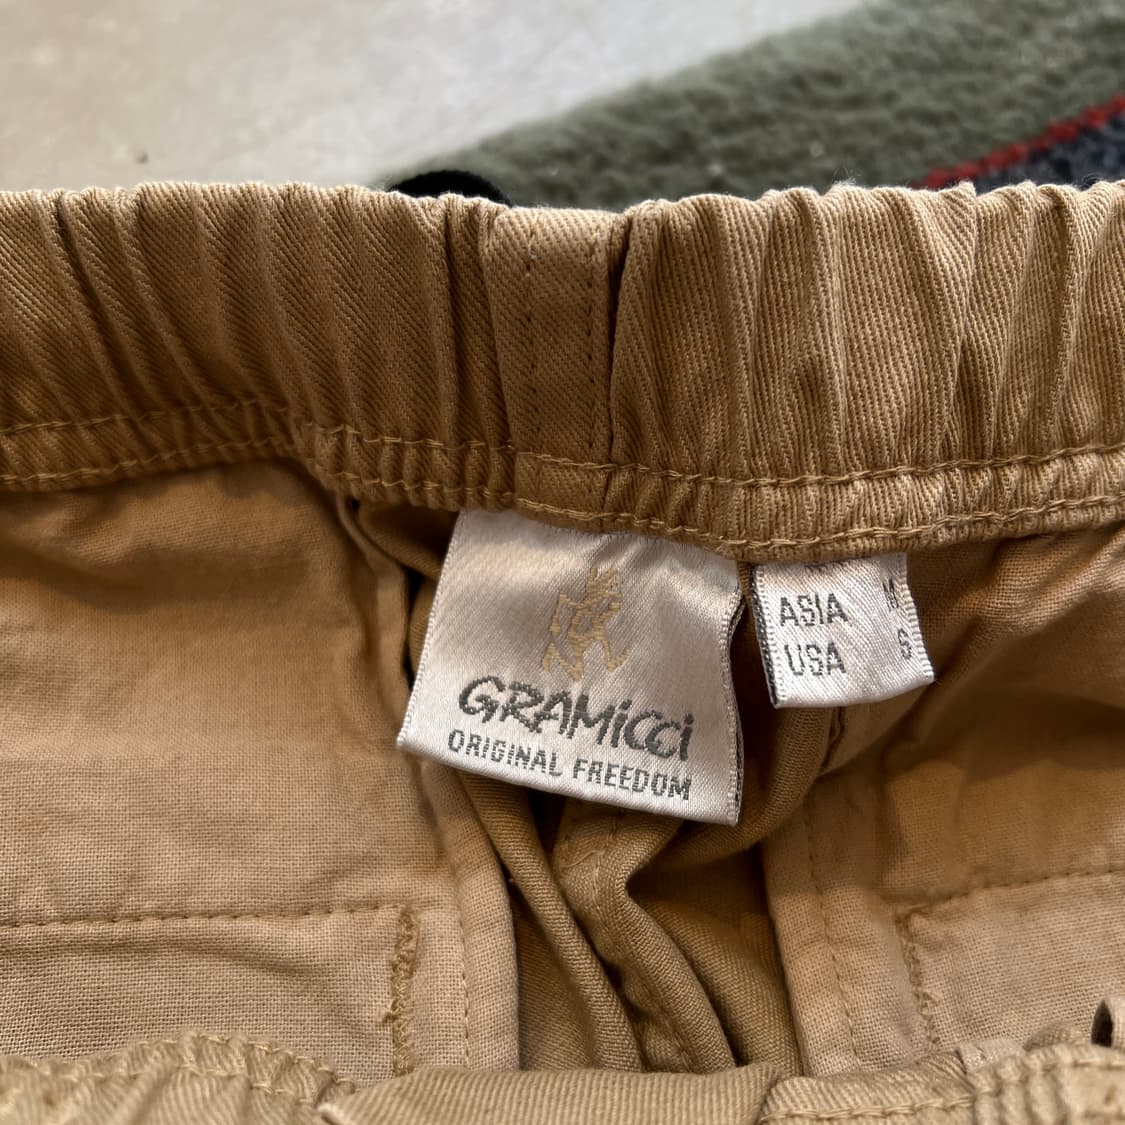 GRAMiCCi
ORIGINAL FREEDOM
ASIA M
USA S